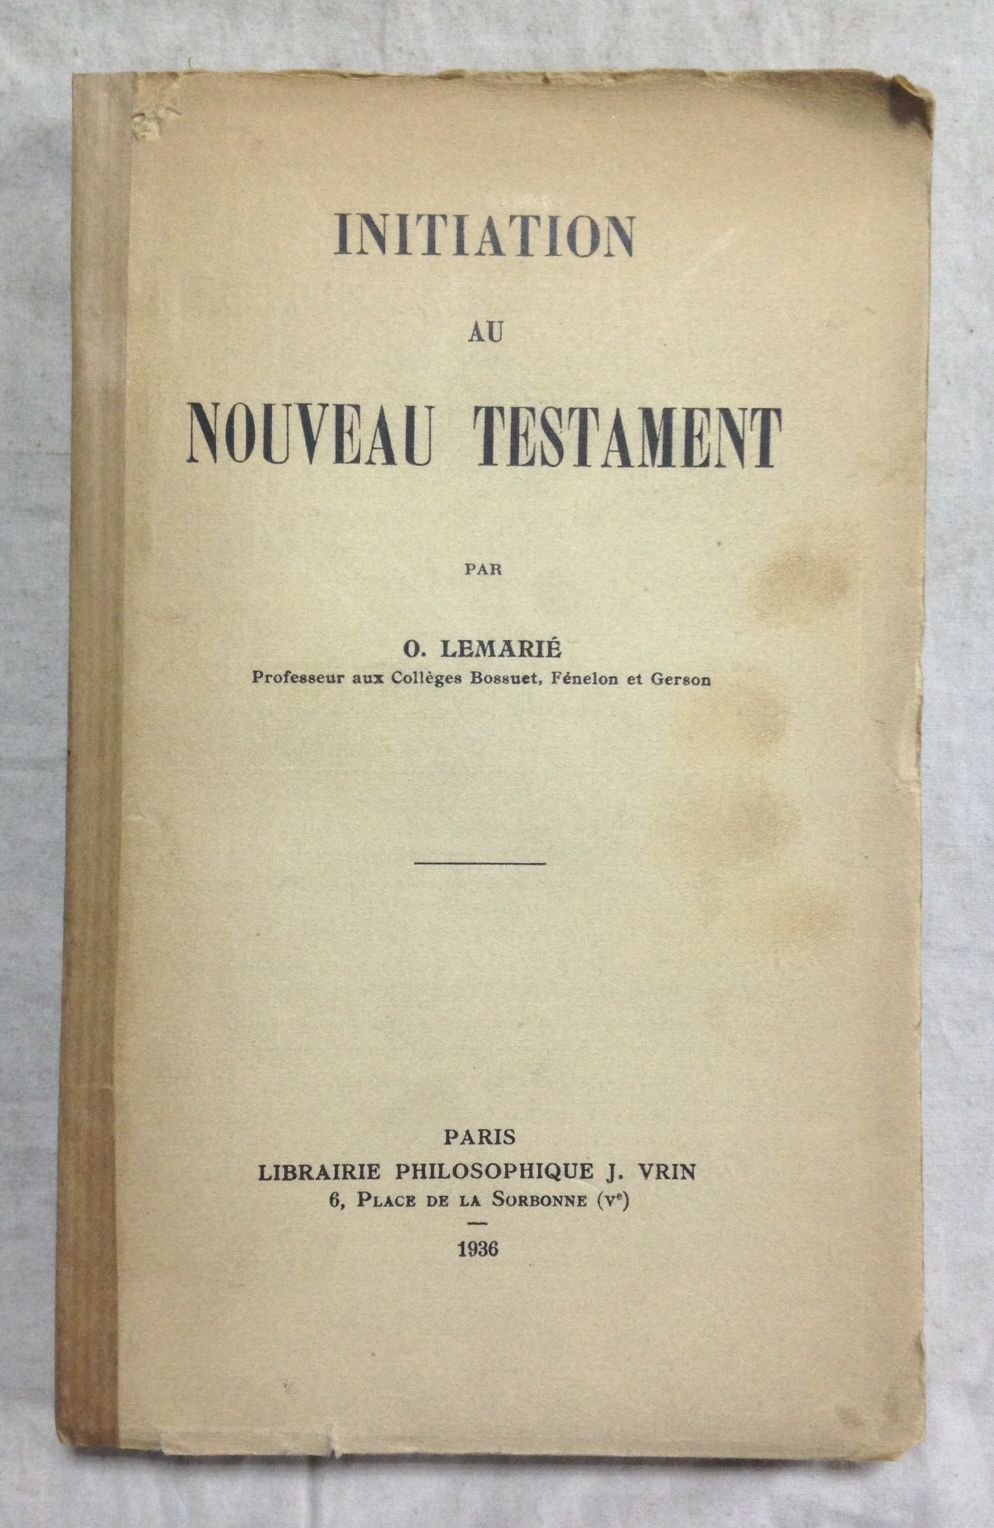 INITIATION
AU
NOUVEAU TESTAMENT
PAR
O. LEMARIÉ
Professeur aux Collèges Bossuet, Fénelon et Gerson
PARIS
LIBRAIRIE PHILOSOPHIQUE J. VRIN
6, PLACE DE LA SORBONNE (Vᵉ)
1936